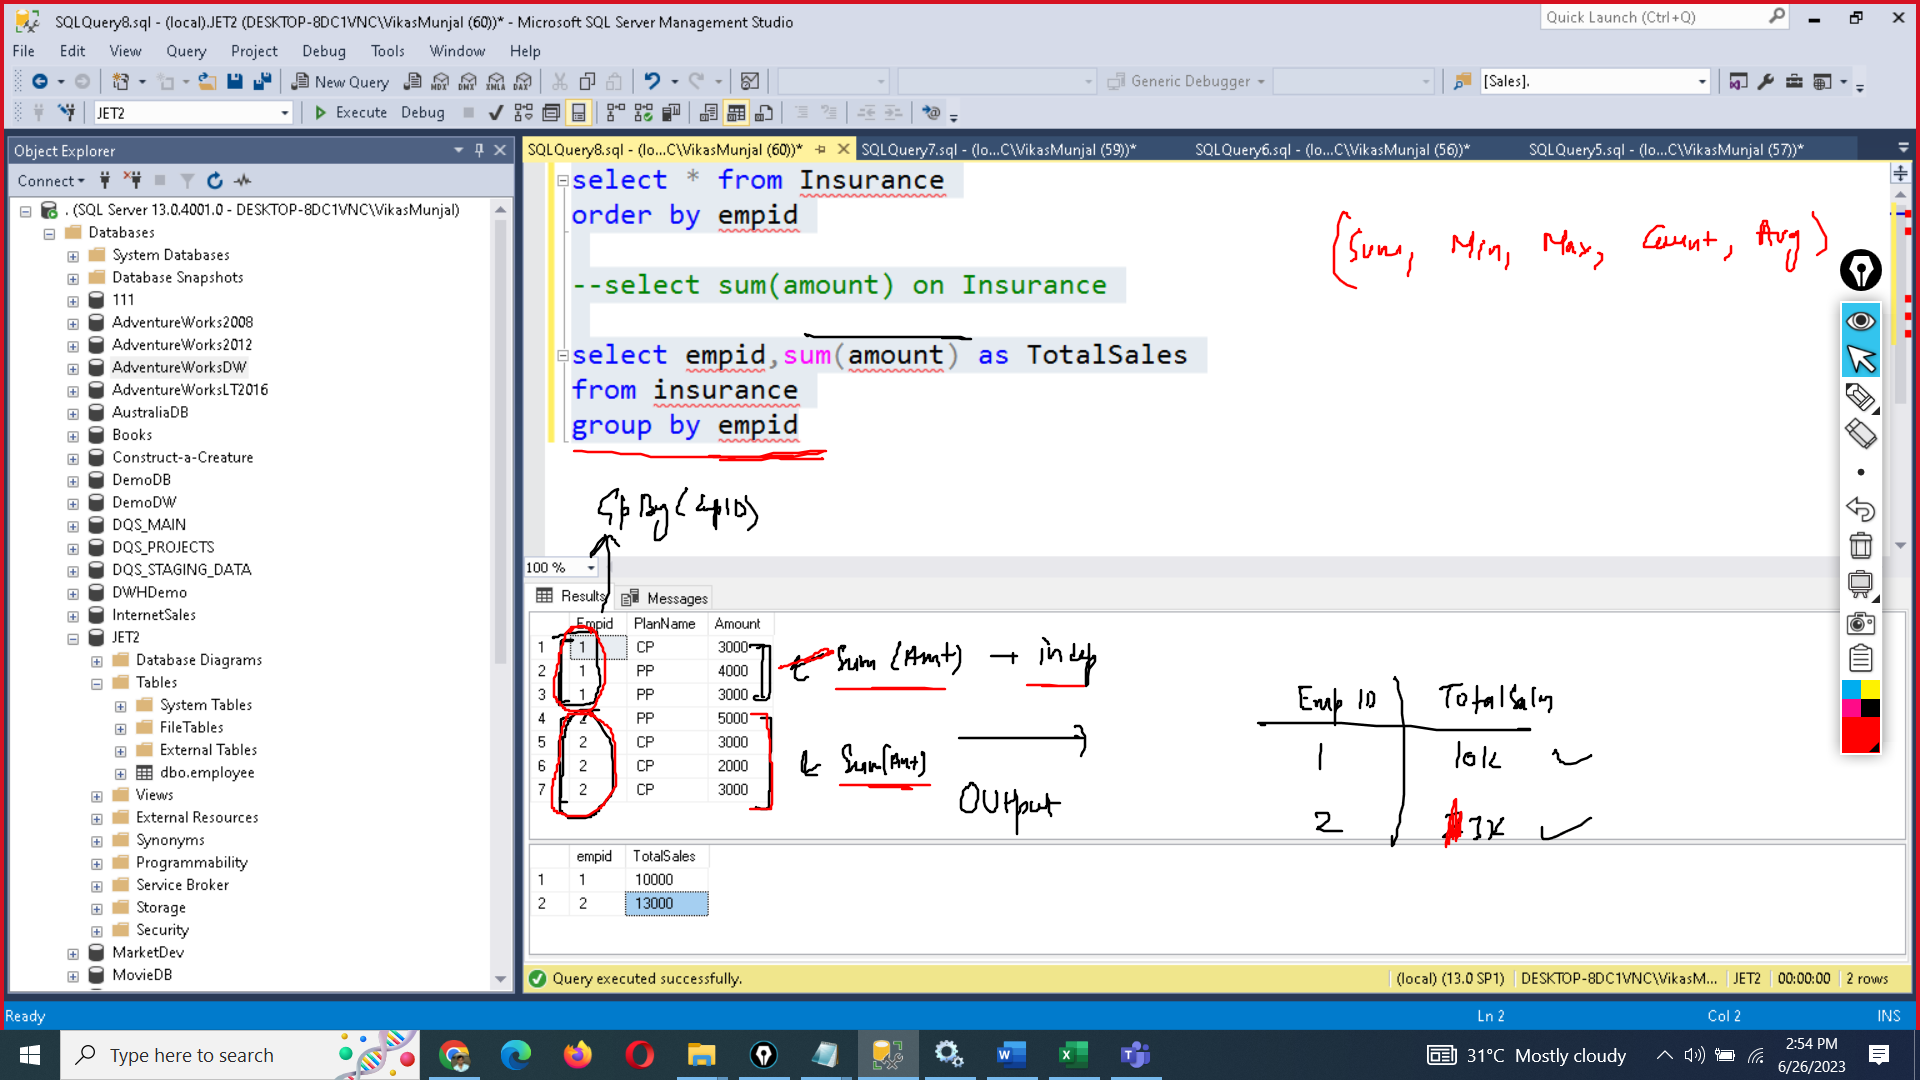 SQLQuery8.sql - (local).JET2 (DESKTOP-8DC1VNC\VikasMunjal (60))* - Microsoft SQL Server Management Studio
Quick Launch (Ctrl+Q)
File Edit View Query Project Debug Tools Window Help
New Query MDX DMX XMLA DAX Generic Debugger [Sales].
JET2 Execute Debug
Object Explorer
SQLQuery8.sql - (lo...C\VikasMunjal (60))* SQLQuery7.sql - (lo...C\VikasMunjal (59))* SQLQuery6.sql - (lo...C\VikasMunjal (56))* SQLQuery5.sql - (lo...C\VikasMunjal (57))*
Connect
. (SQL Server 13.0.4001.0 - DESKTOP-8DC1VNC\VikasMunjal)
Databases
System Databases
Database Snapshots
111
AdventureWorks2008
AdventureWorks2012
AdventureWorksDW
AdventureWorksLT2016
AustraliaDB
Books
Construct-a-Creature
DemoDB
DemoDW
DQS_MAIN
DQS_PROJECTS
DQS_STAGING_DATA
DWHDemo
InternetSales
JET2
Database Diagrams
Tables
System Tables
FileTables
External Tables
dbo.employee
Views
External Resources
Synonyms
Programmability
Service Broker
Storage
Security
MarketDev
MovieDB
select * from Insurance
order by empid
--select sum(amount) on Insurance
select empid,sum(amount) as TotalSales
from insurance
group by empid
(Sum, Min, Max, Count, Avg)
Gp By (EmpID)
100 %
Results Messages
Empid PlanName Amount
1 1 CP 3000
2 1 PP 4000
3 1 PP 3000
4 2 PP 5000
5 2 CP 3000
6 2 CP 2000
7 2 CP 3000
Sum (Amt) → indep
Sum(Amt)
Output
Emp ID TotalSales
1 10K
2 3K
empid TotalSales
1 1 10000
2 2 13000
Query executed successfully. (local) (13.0 SP1) DESKTOP-8DC1VNC\VikasM... JET2 00:00:00 2 rows
Ready Ln 2 Col 2 INS
Type here to search 31°C Mostly cloudy 2:54 PM
6/26/2023